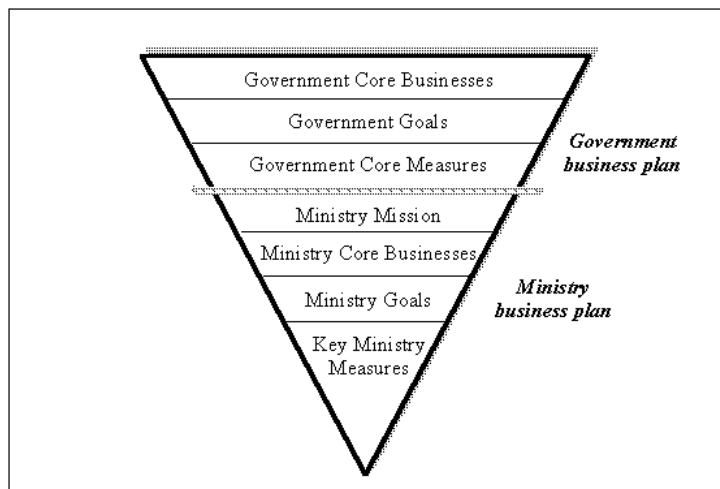 Government Core Businesses
Government Goals
Government Core Measures
Government
business plan
Ministry Mission
Ministry Core Businesses
Ministry Goals
Ministry
business plan
Key Ministry
Measures